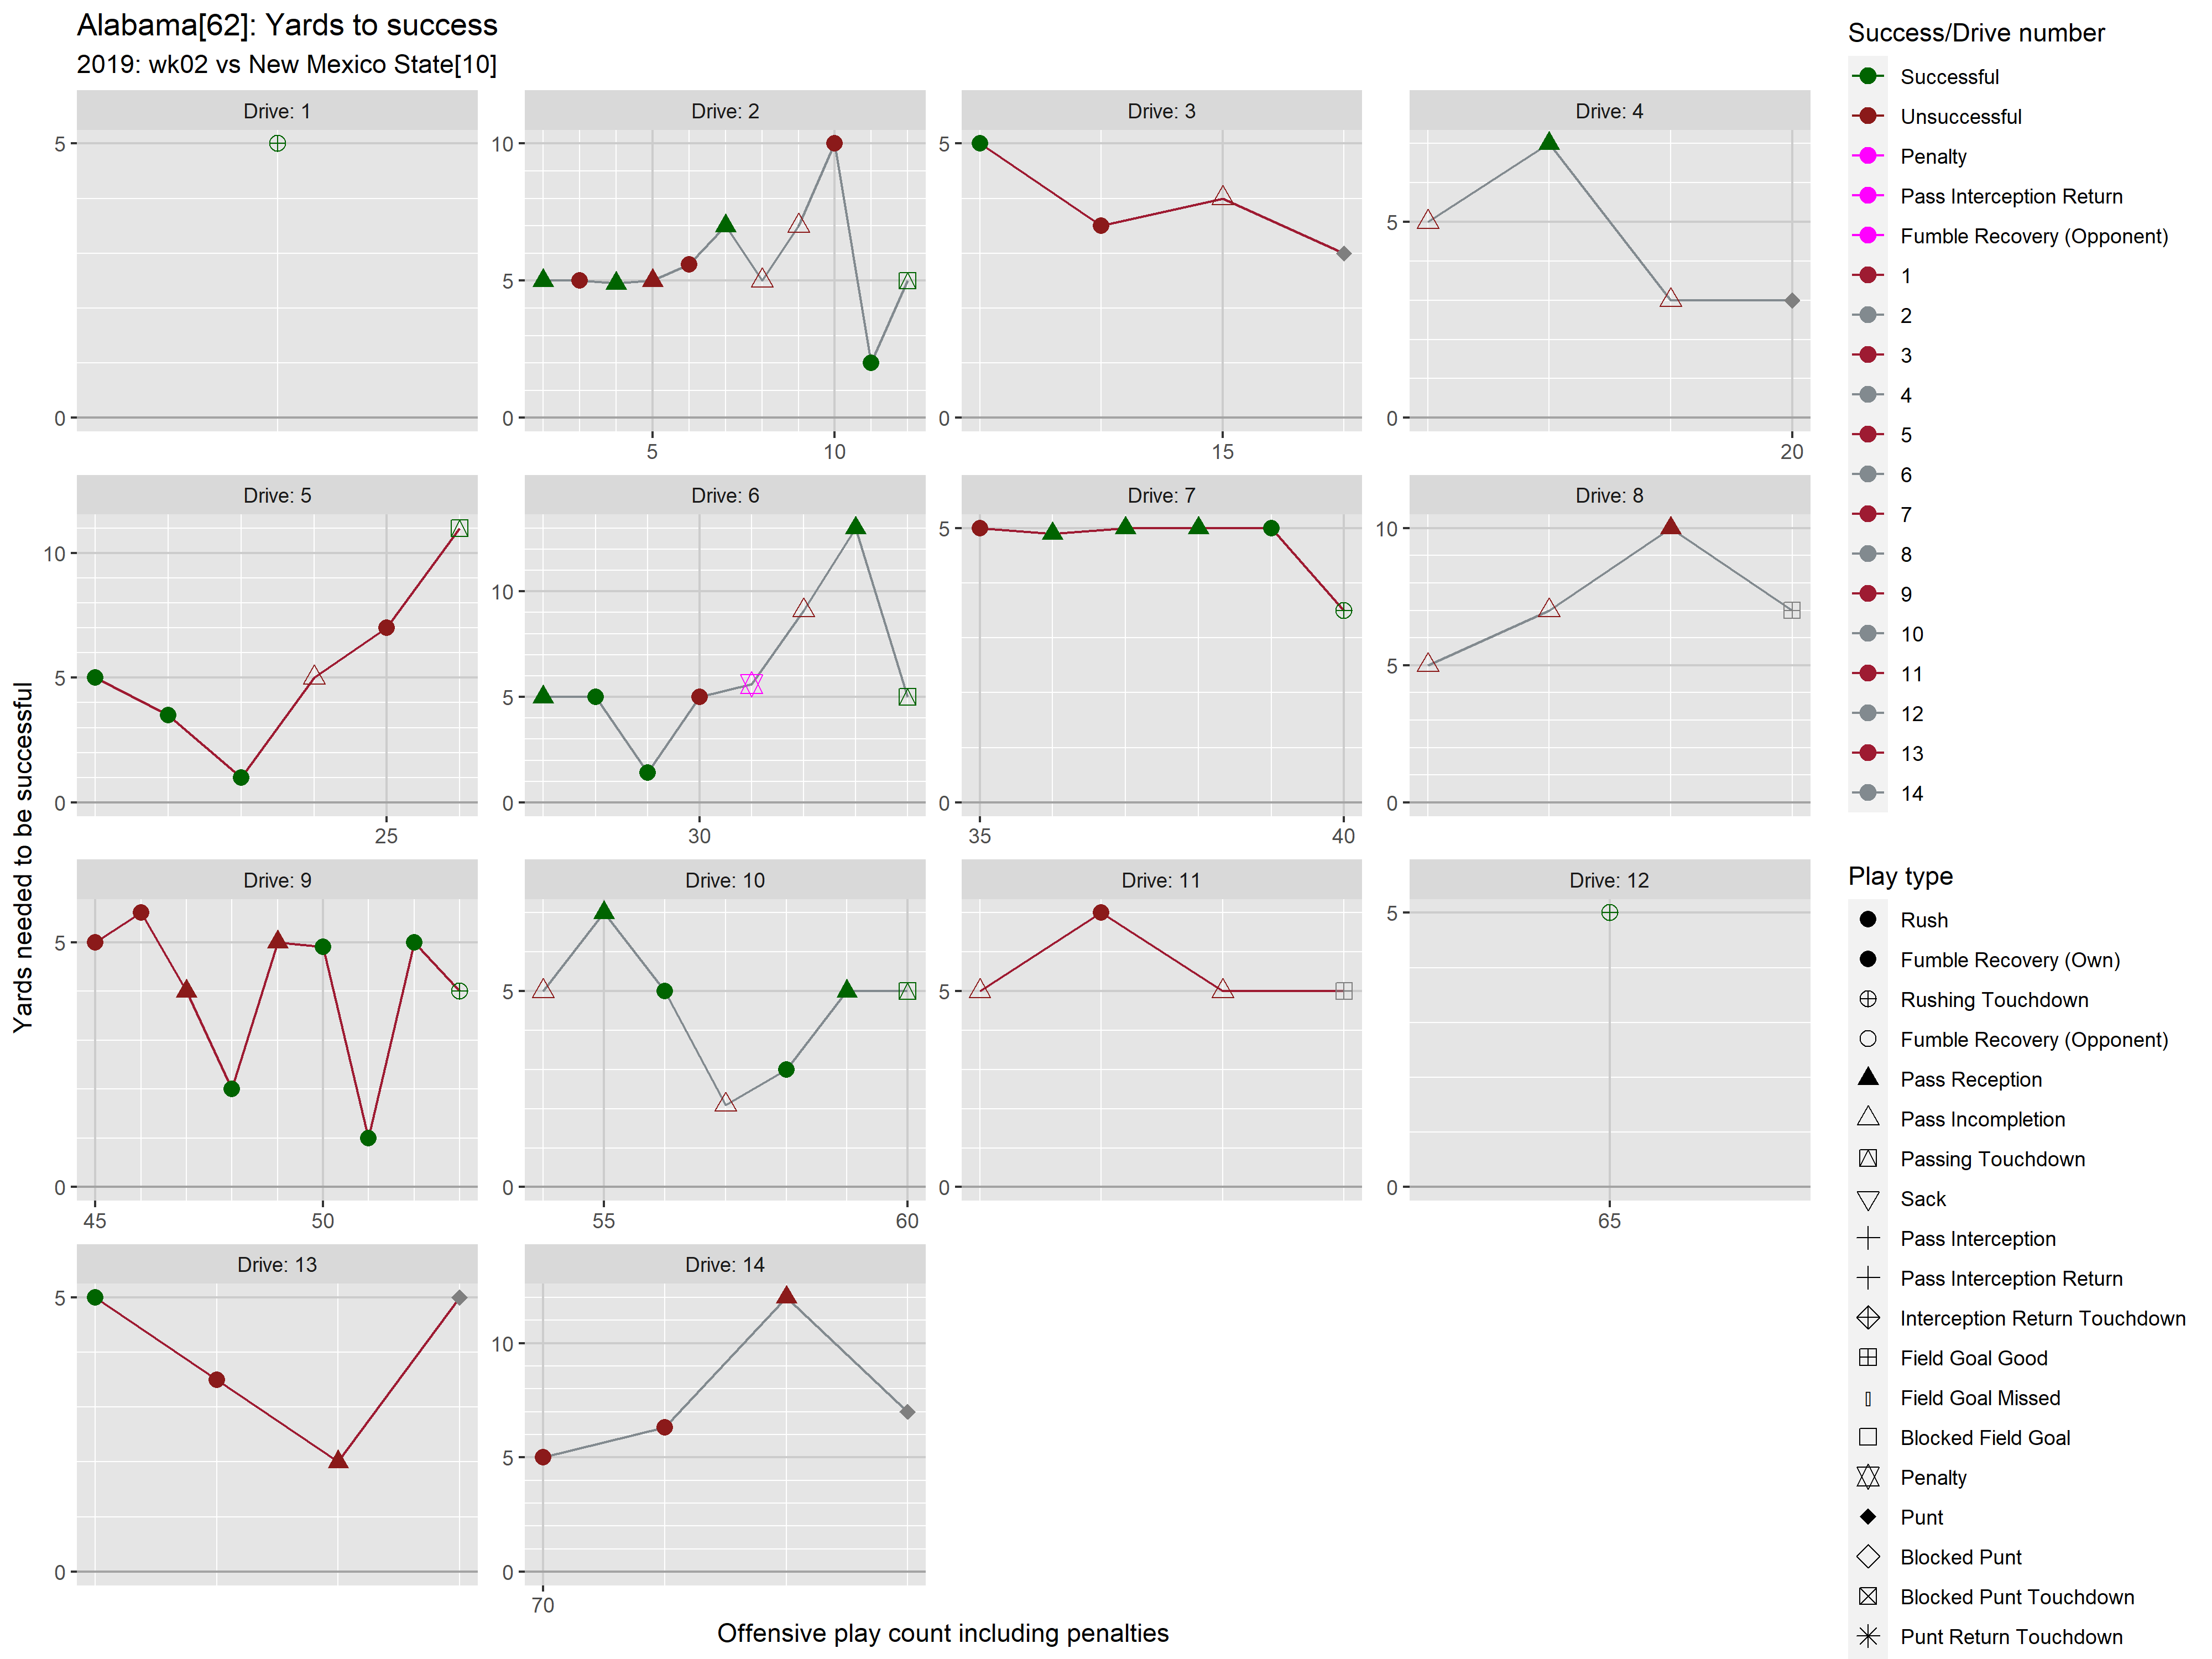 Alabama[62]: Yards to success
2019: wk02 vs New Mexico State[10]
Drive: 1
5
0
Drive: 2
10
5
0
5
10
Drive: 3
5
0
15
Drive: 4
5
0
20
Drive: 5
10
5
0
25
Drive: 6
10
5
0
30
Drive: 7
5
0
35
40
Drive: 8
10
5
0
Drive: 9
5
0
45
50
Drive: 10
5
0
55
60
Drive: 11
5
0
Drive: 12
5
0
65
Drive: 13
5
0
Drive: 14
10
5
0
70
Yards needed to be successful
Offensive play count including penalties
Success/Drive number
Successful
Unsuccessful
Penalty
Pass Interception Return
Fumble Recovery (Opponent)
1
2
3
4
5
6
7
8
9
10
11
12
13
14
Play type
Rush
Fumble Recovery (Own)
Rushing Touchdown
Fumble Recovery (Opponent)
Pass Reception
Pass Incompletion
Passing Touchdown
Sack
Pass Interception
Pass Interception Return
Interception Return Touchdown
Field Goal Good
Field Goal Missed
Blocked Field Goal
Penalty
Punt
Blocked Punt
Blocked Punt Touchdown
Punt Return Touchdown